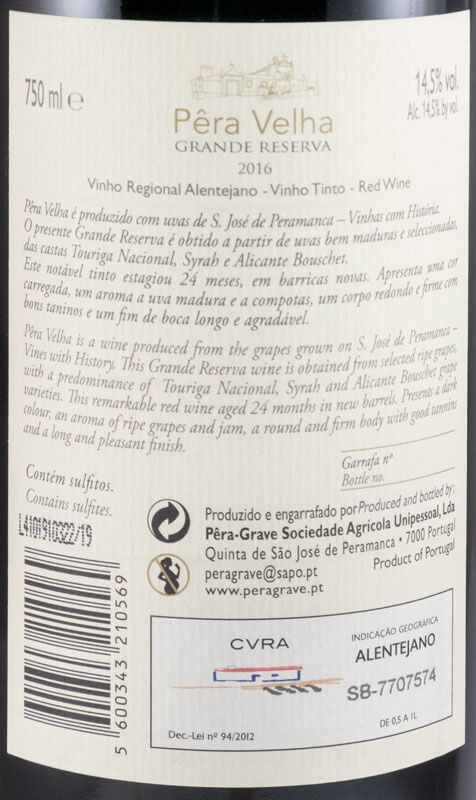 750 ml ℮
14,5% vol.
Alc. 14,5% by vol.
Pêra Velha
GRANDE RESERVA
2016
Vinho Regional Alentejano - Vinho Tinto - Red Wine
Pêra Velha é produzido com uvas de S. José de Peramanca – Vinhas com História.
O presente Grande Reserva é obtido a partir de uvas bem maduras e seleccionadas,
das castas Touriga Nacional, Syrah e Alicante Bouschet.
Este notável tinto estagiou 24 meses, em barricas novas. Apresenta uma cor
carregada, um aroma a uva madura e a compotas, um corpo redondo e firme com
bons taninos e um fim de boca longo e agradável.
Pêra Velha is a wine produced from the grapes grown on S. José de Peramanca –
Vines with History. This Grande Reserva wine is obtained from selected ripe grapes,
with a predominance of Touriga Nacional, Syrah and Alicante Bouschet grape
varieties. This remarkable red wine aged 24 months in new barrels. Presents a dark
colour, an aroma of ripe grapes and jam, a round and firm body with good tannins
and a long and pleasant finish.
Garrafa nº
Bottle no.
Contém sulfitos.
Contains sulfites.
L4101910322/19
5 600343 210569
Produzido e engarrafado por Produced and bottled by:
Pêra-Grave Sociedade Agrícola Unipessoal, Lda
Quinta de São José de Peramanca • 7000 Portugal
peragrave@sapo.pt
Product of Portugal
www.peragrave.pt
CVRA
INDICAÇÃO GEOGRÁFICA
ALENTEJANO
SB-7707574
Dec.-Lei nº 94/2012
DE 0,5 A 1L